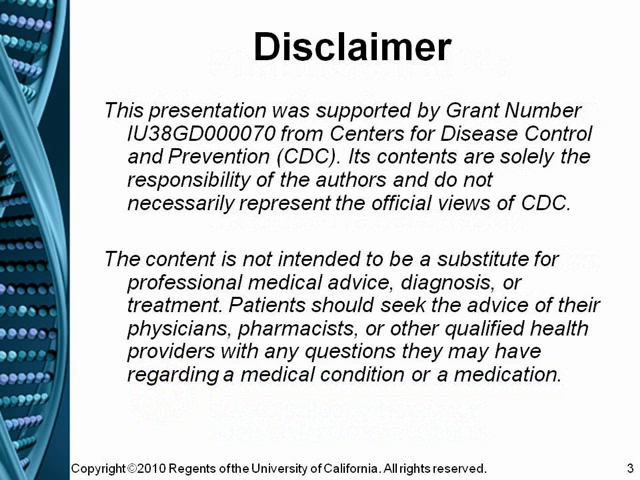 Disclaimer
This presentation was supported by Grant Number
IU38GD000070 from Centers for Disease Control
and Prevention (CDC). Its contents are solely the
responsibility of the authors and do not
necessarily represent the official views of CDC.
The content is not intended to be a substitute for
professional medical advice, diagnosis, or
treatment. Patients should seek the advice of their
physicians, pharmacists, or other qualified health
providers with any questions they may have
regarding a medical condition or a medication.
Copyright ©2010 Regents of the University of California. All rights reserved. 3